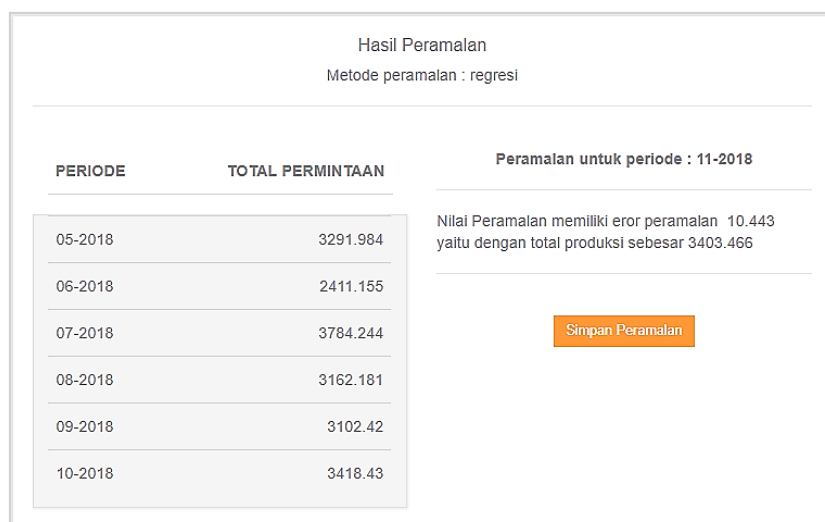 Hasil Peramalan
Metode peramalan : regresi
PERIODE TOTAL PERMINTAAN
05-2018 3291.984
06-2018 2411.155
07-2018 3784.244
08-2018 3162.181
09-2018 3102.42
10-2018 3418.43
Peramalan untuk periode : 11-2018
Nilai Peramalan memiliki eror peramalan 10.443
yaitu dengan total produksi sebesar 3403.466
Simpan Peramalan